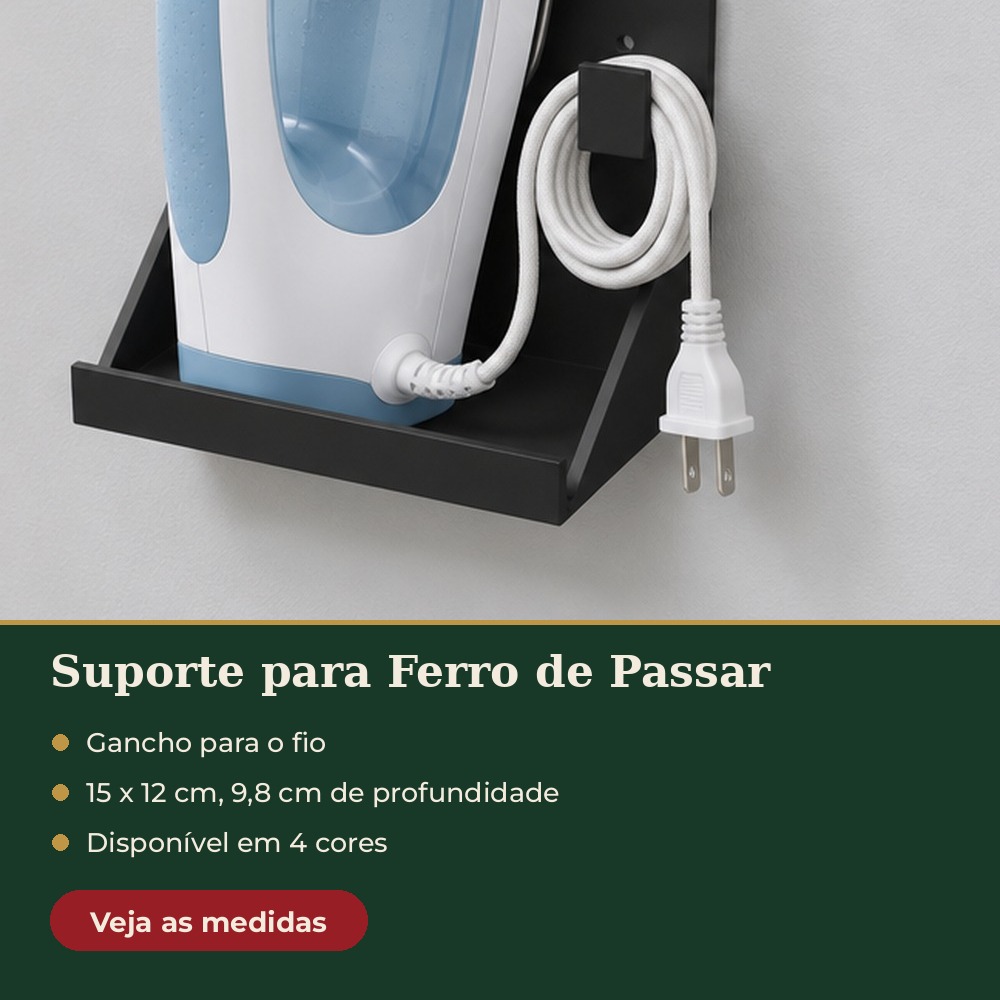 Suporte para Ferro de Passar
Gancho para o fio
15 x 12 cm, 9,8 cm de profundidade
Disponível em 4 cores
Veja as medidas